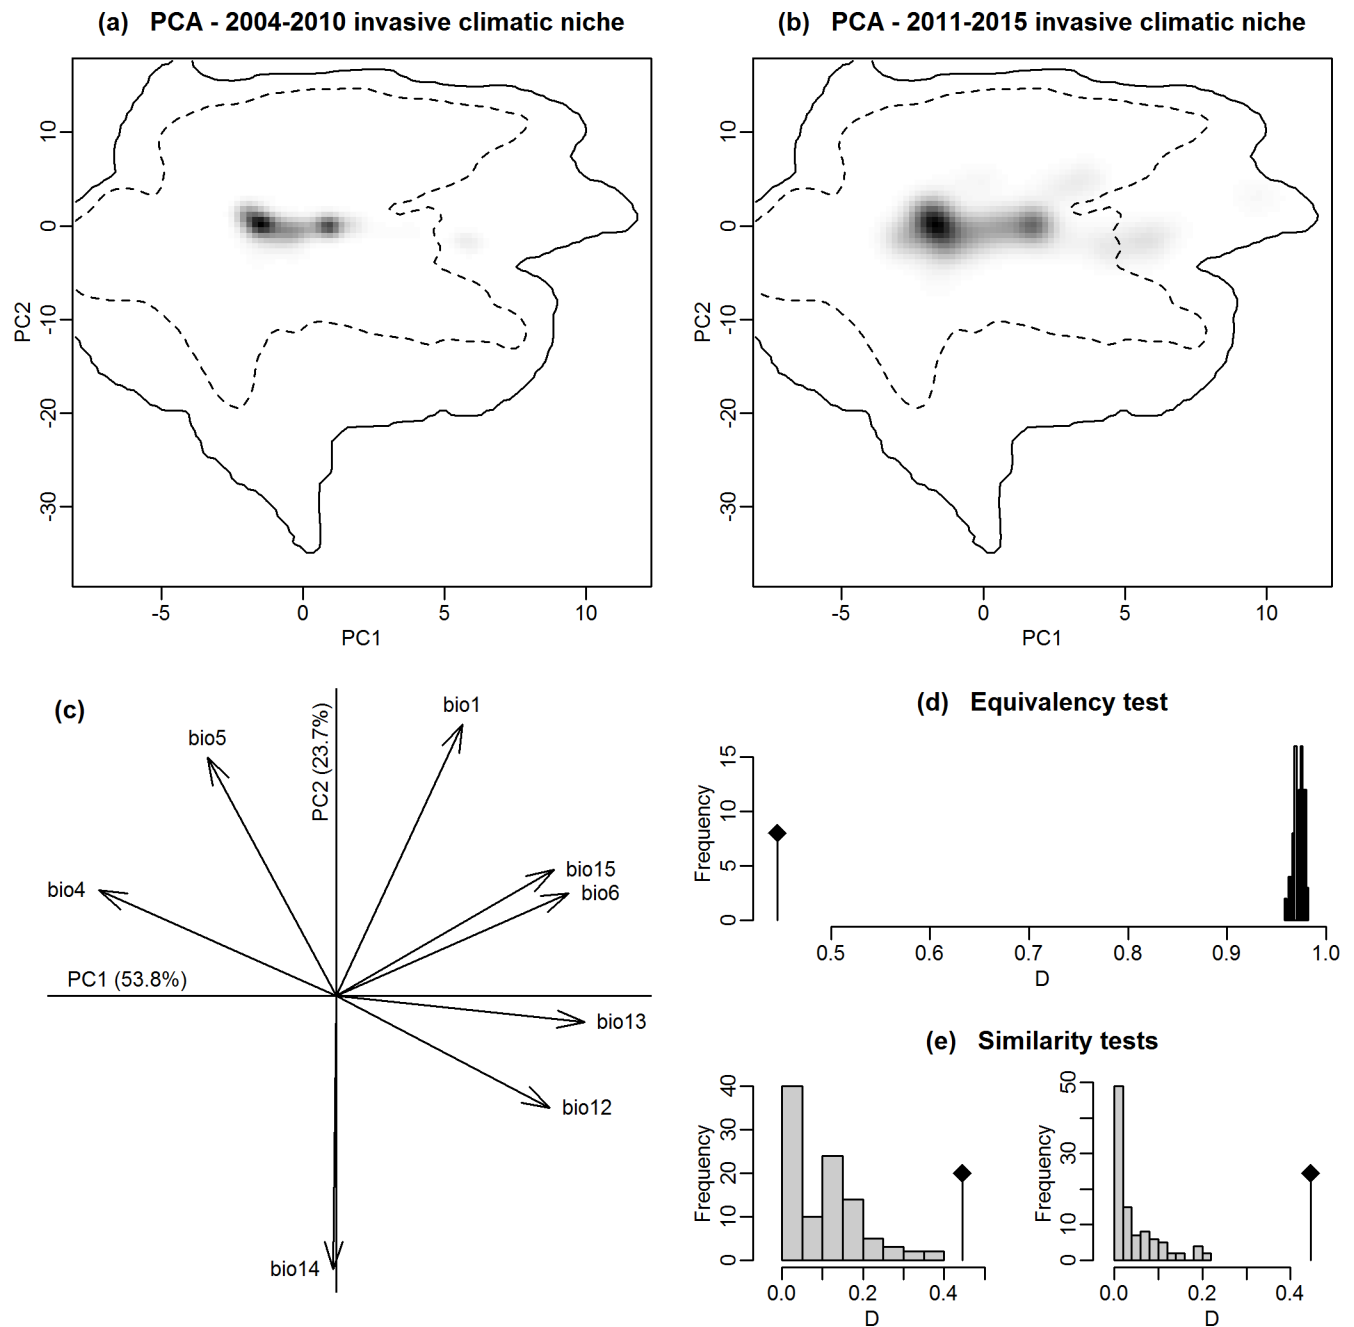 (a) PCA - 2004-2010 invasive climatic niche
10
0
-10
-20
-30
PC2
-5 0 5 10
PC1
(b) PCA - 2011-2015 invasive climatic niche
10
0
-10
-20
-30
PC2
-5 0 5 10
PC1
(c)
bio1
bio5
PC2 (23.7%)
bio15
bio6
bio4
PC1 (53.8%)
bio13
bio12
bio14
(d) Equivalency test
15
10
5
0
Frequency
0.5 0.6 0.7 0.8 0.9 1.0
D
(e) Similarity tests
40
30
20
10
0
Frequency
0.0 0.2 0.4
D
50
30
10
0
Frequency
0.0 0.2 0.4
D